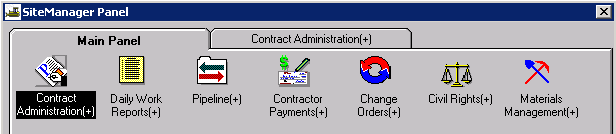 SiteManager Panel
Main Panel
Contract Administration(+)
Contract Administration(+)
Daily Work Reports(+)
Pipeline(+)
Contractor Payments(+)
Change Orders(+)
Civil Rights(+)
Materials Management(+)